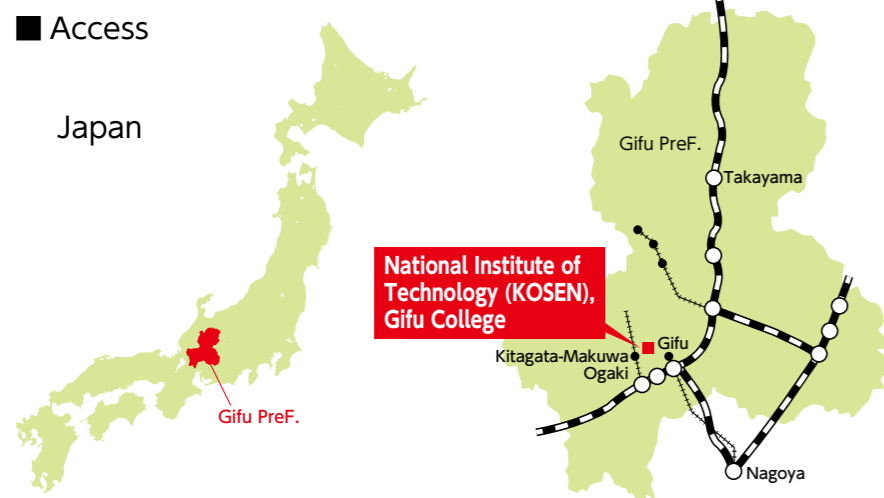 ■ Access
Japan
Gifu PreF.
Gifu PreF.
Takayama
National Institute of
Technology (KOSEN),
Gifu College
Gifu
Kitagata-Makuwa
Ogaki
Nagoya